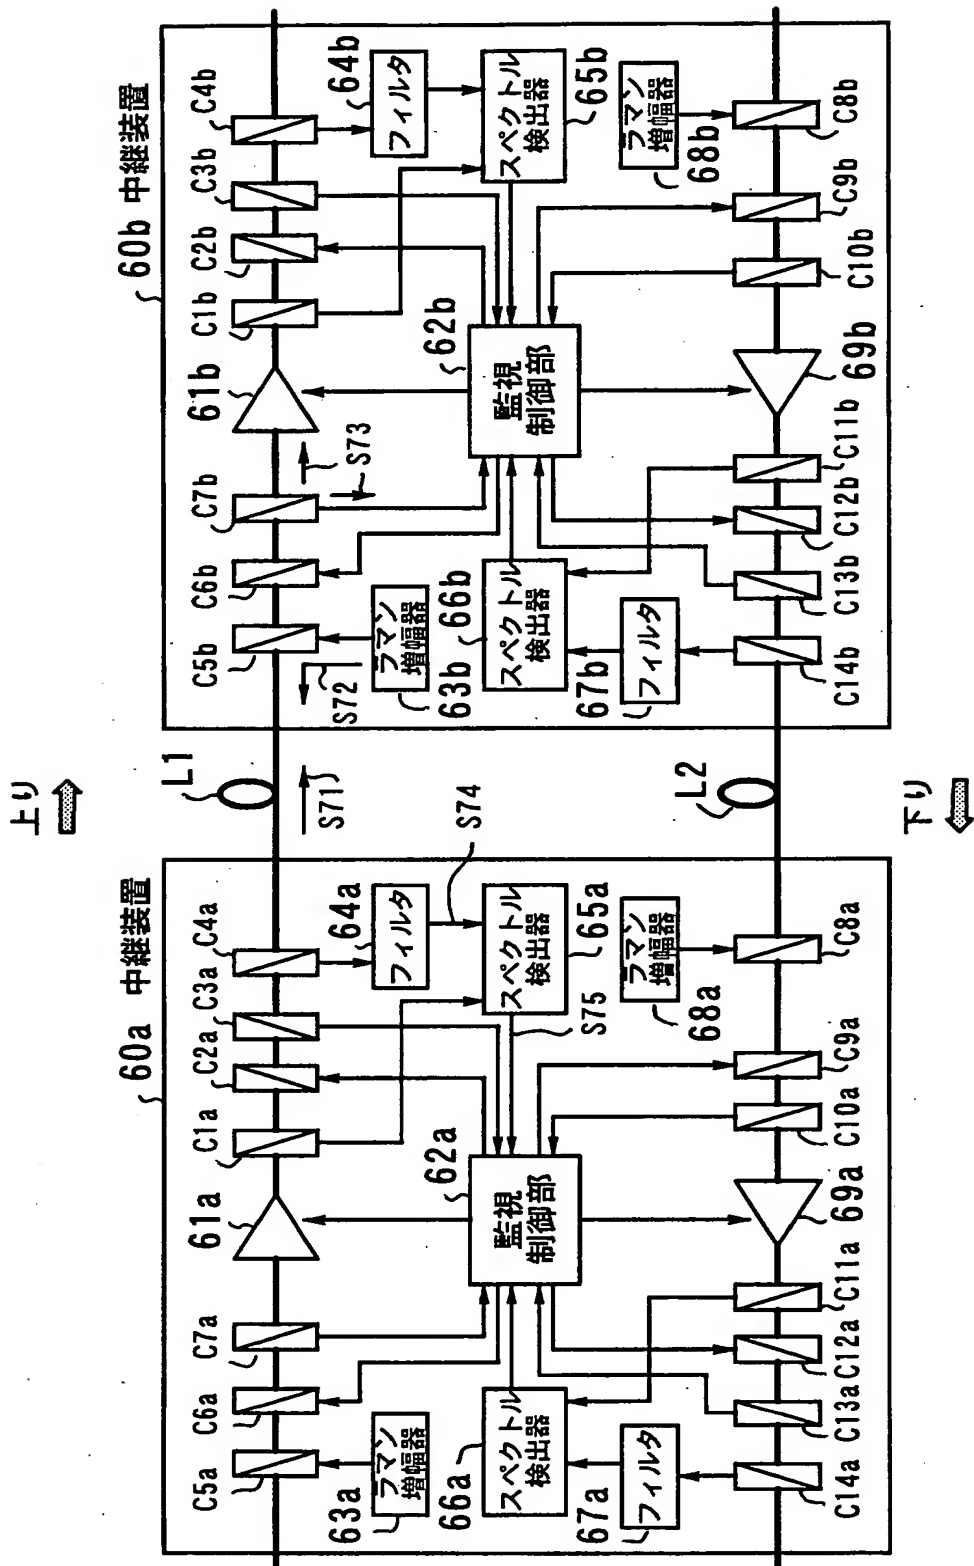 上り
下り
60a 中継装置
C5a
C6a
C7a
61a
C1a
C2a
C3a
C4a
63a
ラマン
増幅器
62a
監視
制御部
64a
フィルタ
S74
66a
スペクトル
検出器
スペクトル
検出器
65a
S75
67a
フィルタ
ラマン
増幅器
68a
C14a
C13a
C12a
C11a
69a
C10a
C9a
C8a
L1
S71
L2
60b 中継装置
C5b
C6b
C7b
61b
C1b
C2b
C3b
C4b
S72
S73
63b
ラマン
増幅器
62b
監視
制御部
64b
フィルタ
66b
スペクトル
検出器
スペクトル
検出器
65b
67b
フィルタ
ラマン
増幅器
68b
C14b
C13b
C12b
C11b
69b
C10b
C9b
C8b